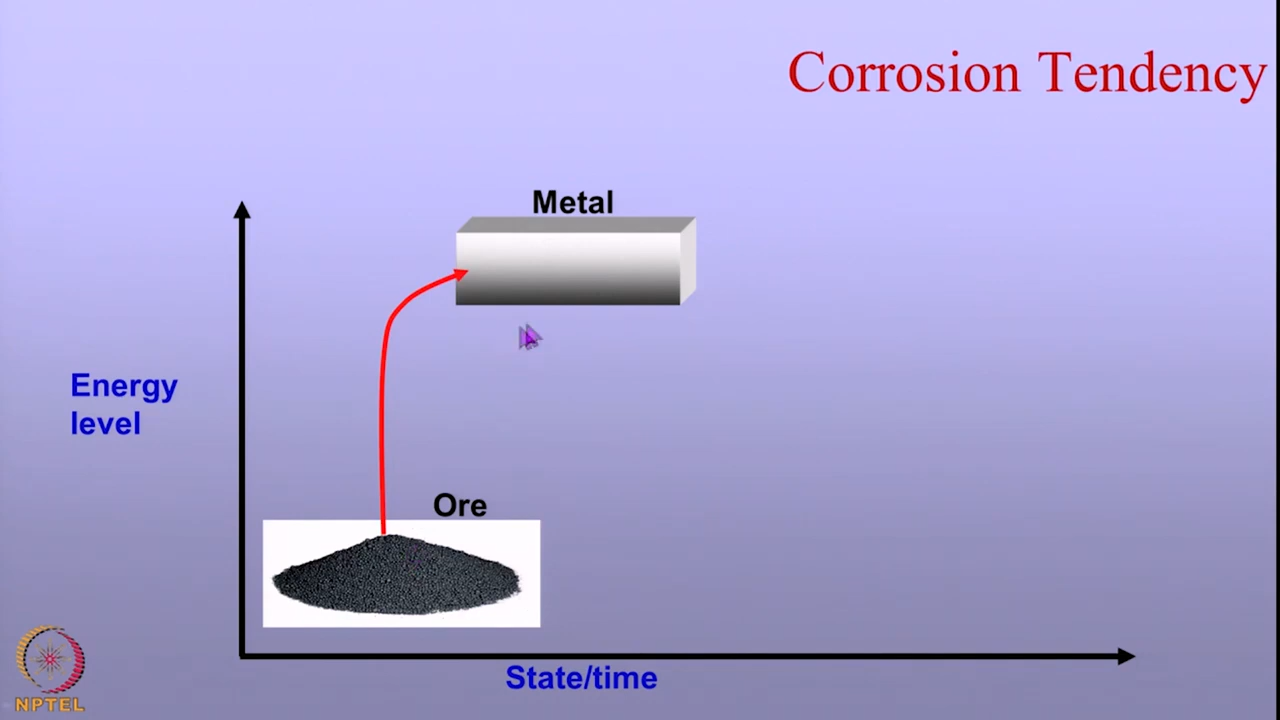 Corrosion Tendency
Metal
Energy
level
Ore
State/time
NPTEL